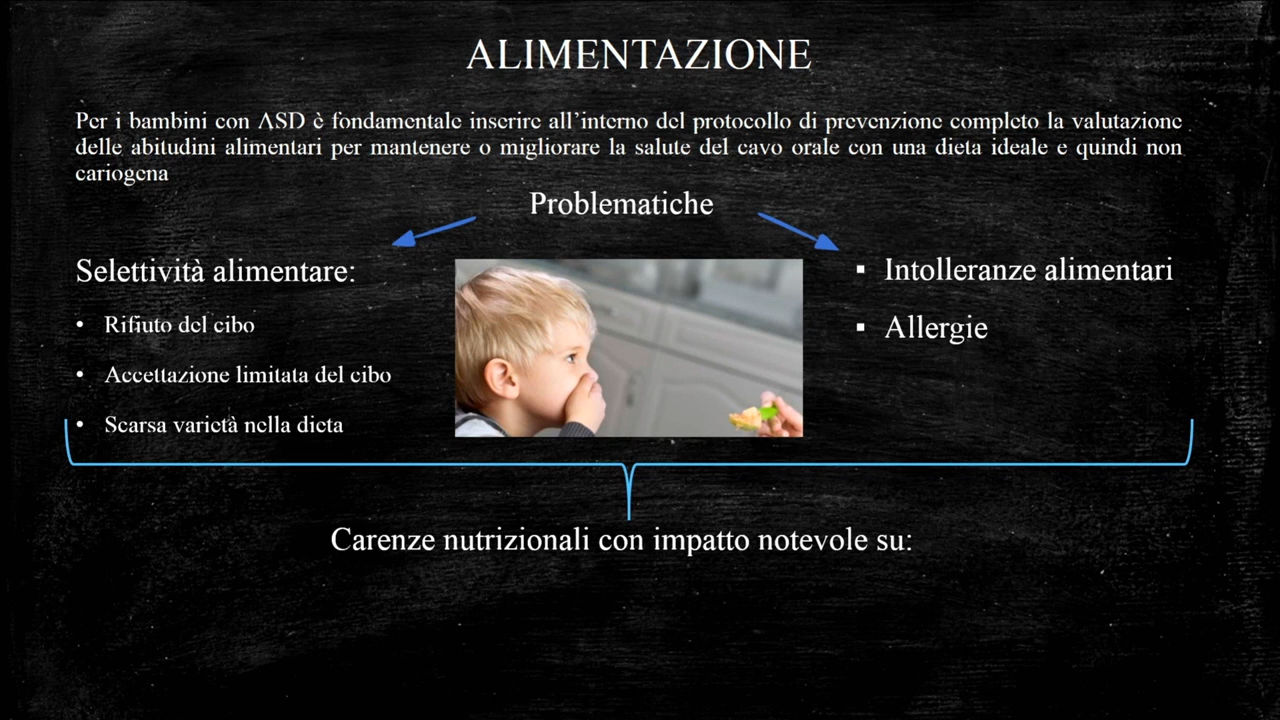 ALIMENTAZIONE
Per i bambini con ASD è fondamentale inserire all’interno del protocollo di prevenzione completo la valutazione
delle abitudini alimentari per mantenere o migliorare la salute del cavo orale con una dieta ideale e quindi non
cariogena
Problematiche
Selettività alimentare:
• Rifiuto del cibo
• Accettazione limitata del cibo
• Scarsa varietà nella dieta
▪ Intolleranze alimentari
▪ Allergie
Carenze nutrizionali con impatto notevole su: